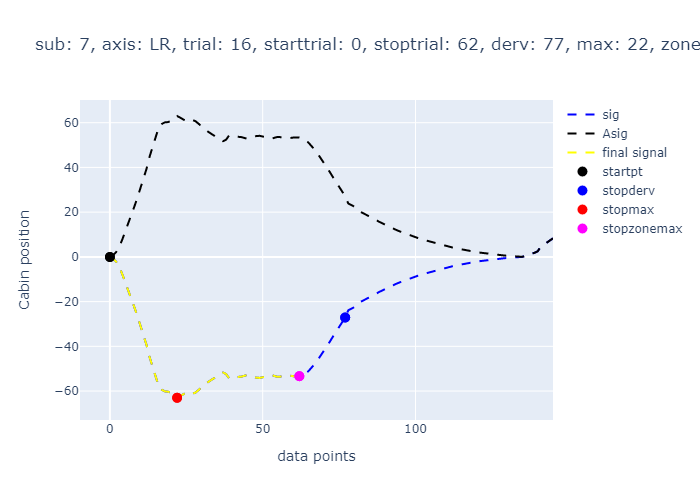 sub: 7, axis: LR, trial: 16, starttrial: 0, stoptrial: 62, derv: 77, max: 22, zone
sig
Asig
final signal
startpt
stopderv
stopmax
stopzonemax
60
40
20
0
−20
−40
−60
Cabin position
0
50
100
data points